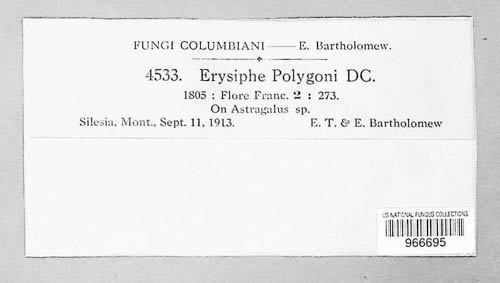 FUNGI COLUMBIANI — E. Bartholomew.
4533. Erysiphe Polygoni DC.
1805 : Flore Franc. 2 : 273.
On Astragalus sp.
Silesia, Mont., Sept. 11, 1913. E. T. & E. Bartholomew
US NATIONAL FUNGUS COLLECTIONS
966695